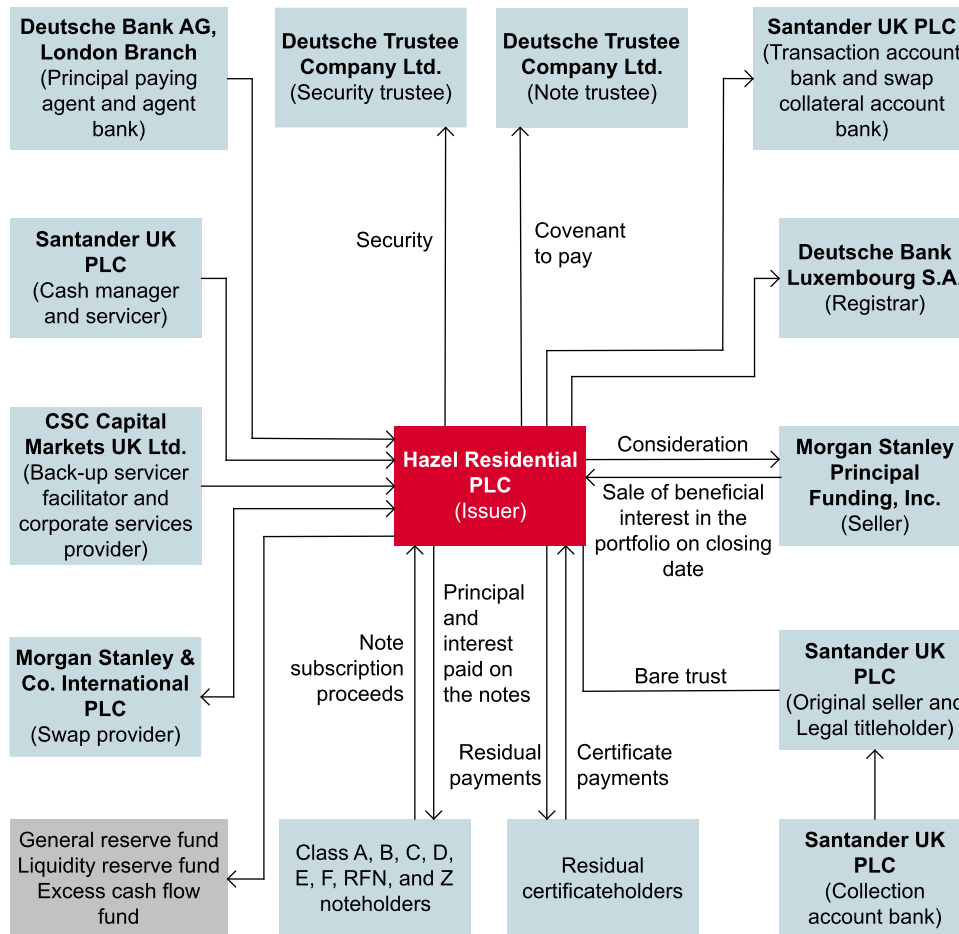 Deutsche Bank AG,
London Branch
(Principal paying
agent and agent
bank)
Deutsche Trustee
Company Ltd.
(Security trustee)
Deutsche Trustee
Company Ltd.
(Note trustee)
Santander UK PLC
(Transaction account
bank and swap
collateral account
bank)
Security
Covenant
to pay
Santander UK
PLC
(Cash manager
and servicer)
Deutsche Bank
Luxembourg S.A.
(Registrar)
CSC Capital
Markets UK Ltd.
(Back-up servicer
facilitator and
corporate services
provider)
Hazel Residential
PLC
(Issuer)
Consideration
Sale of beneficial
interest in the
portfolio on closing
date
Morgan Stanley
Principal
Funding, Inc.
(Seller)
Morgan Stanley &
Co. International
PLC
(Swap provider)
Note
subscription
proceeds
Principal
and
interest
paid on
the notes
Bare trust
Santander UK
PLC
(Original seller and
Legal titleholder)
Residual
payments
Certificate
payments
General reserve fund
Liquidity reserve fund
Excess cash flow
fund
Class A, B, C, D,
E, F, RFN, and Z
noteholders
Residual
certificateholders
Santander UK
PLC
(Collection
account bank)